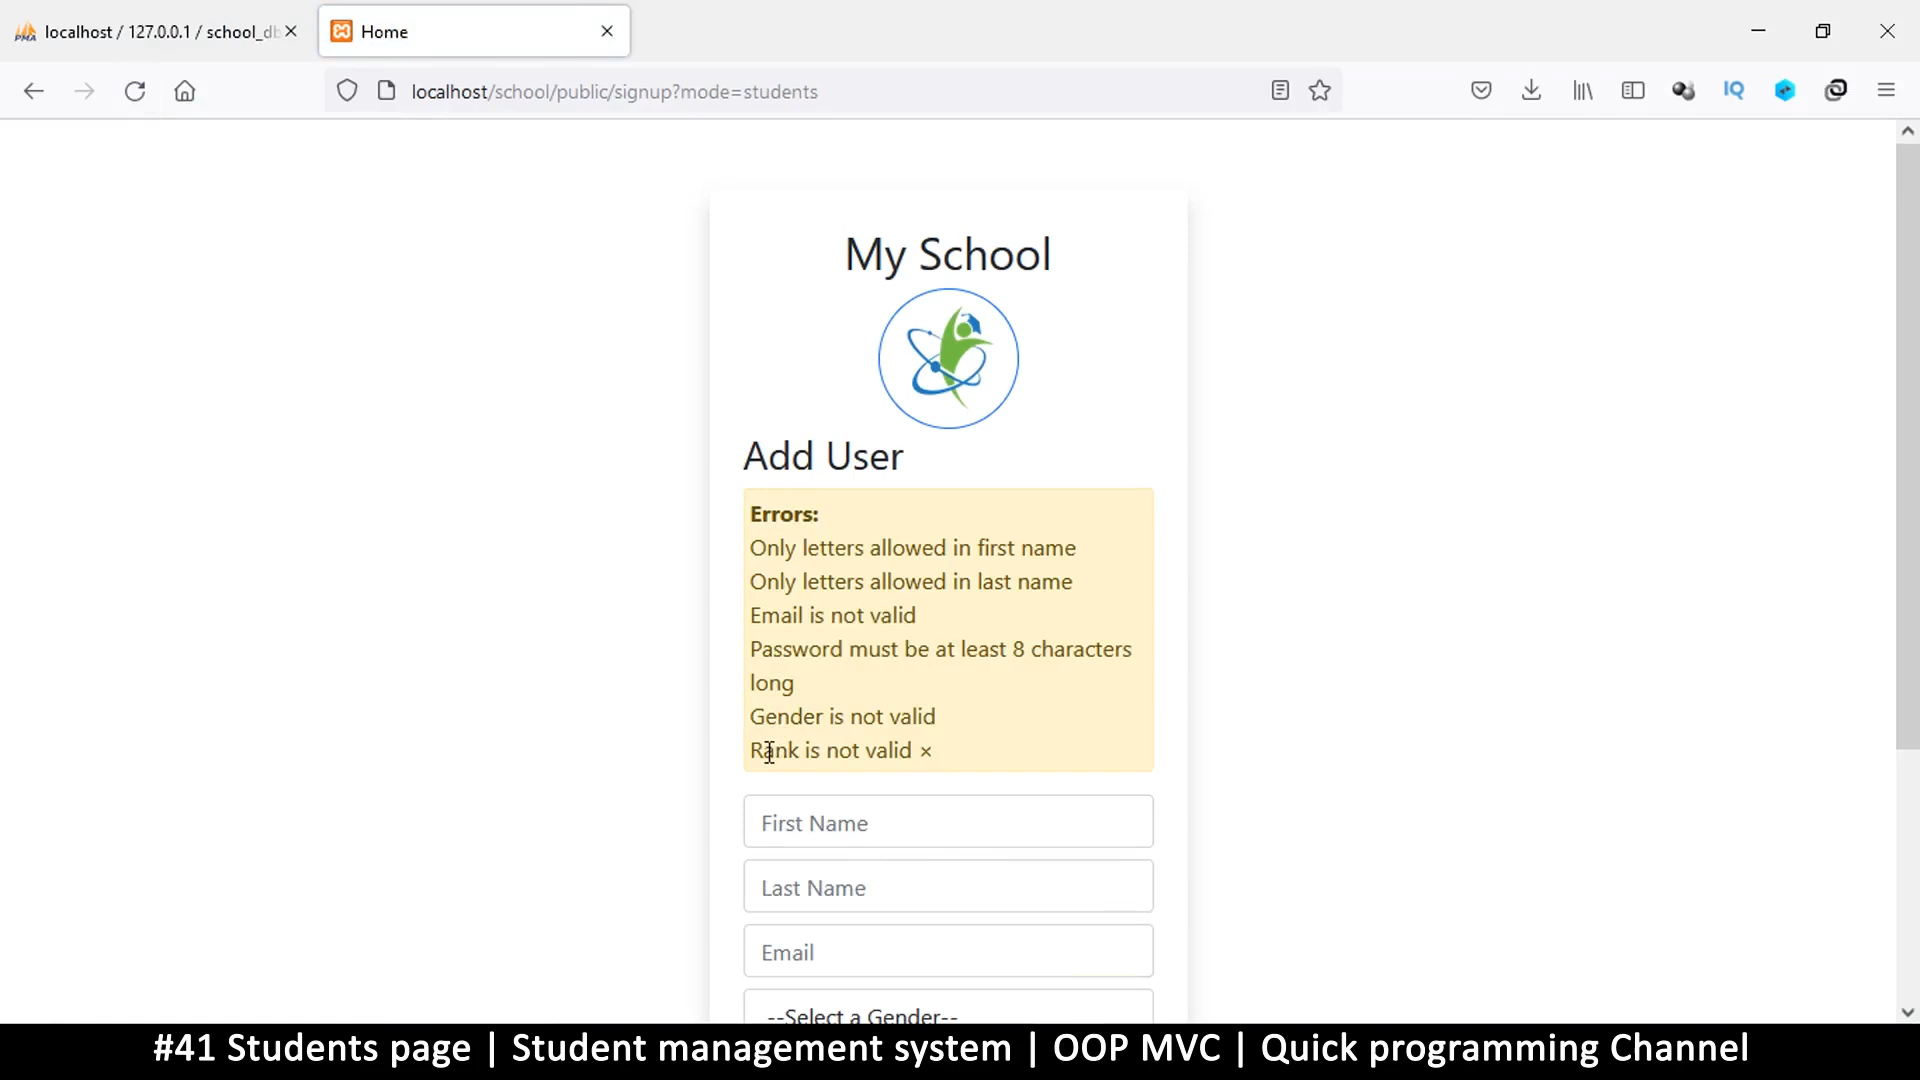 localhost / 127.0.0.1 / school_db
Home
localhost/school/public/signup?mode=students
IQ
My School
Add User
Errors:
Only letters allowed in first name
Only letters allowed in last name
Email is not valid
Password must be at least 8 characters
long
Gender is not valid
Rank is not valid ×
First Name
Last Name
Email
--Select a Gender--
#41 Students page | Student management system | OOP MVC | Quick programming Channel